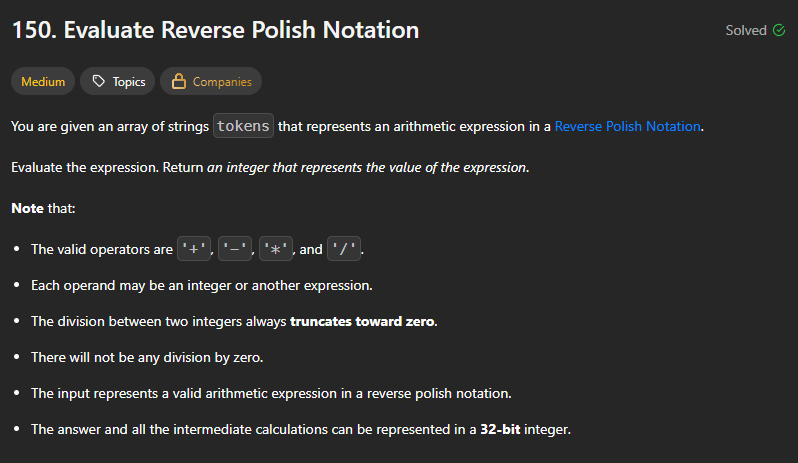 150. Evaluate Reverse Polish Notation
Solved
Medium Topics Companies
You are given an array of strings tokens that represents an arithmetic expression in a Reverse Polish Notation.
Evaluate the expression. Return an integer that represents the value of the expression.
Note that:
• The valid operators are '+', '-', '*', and '/'.
• Each operand may be an integer or another expression.
• The division between two integers always truncates toward zero.
• There will not be any division by zero.
• The input represents a valid arithmetic expression in a reverse polish notation.
• The answer and all the intermediate calculations can be represented in a 32-bit integer.